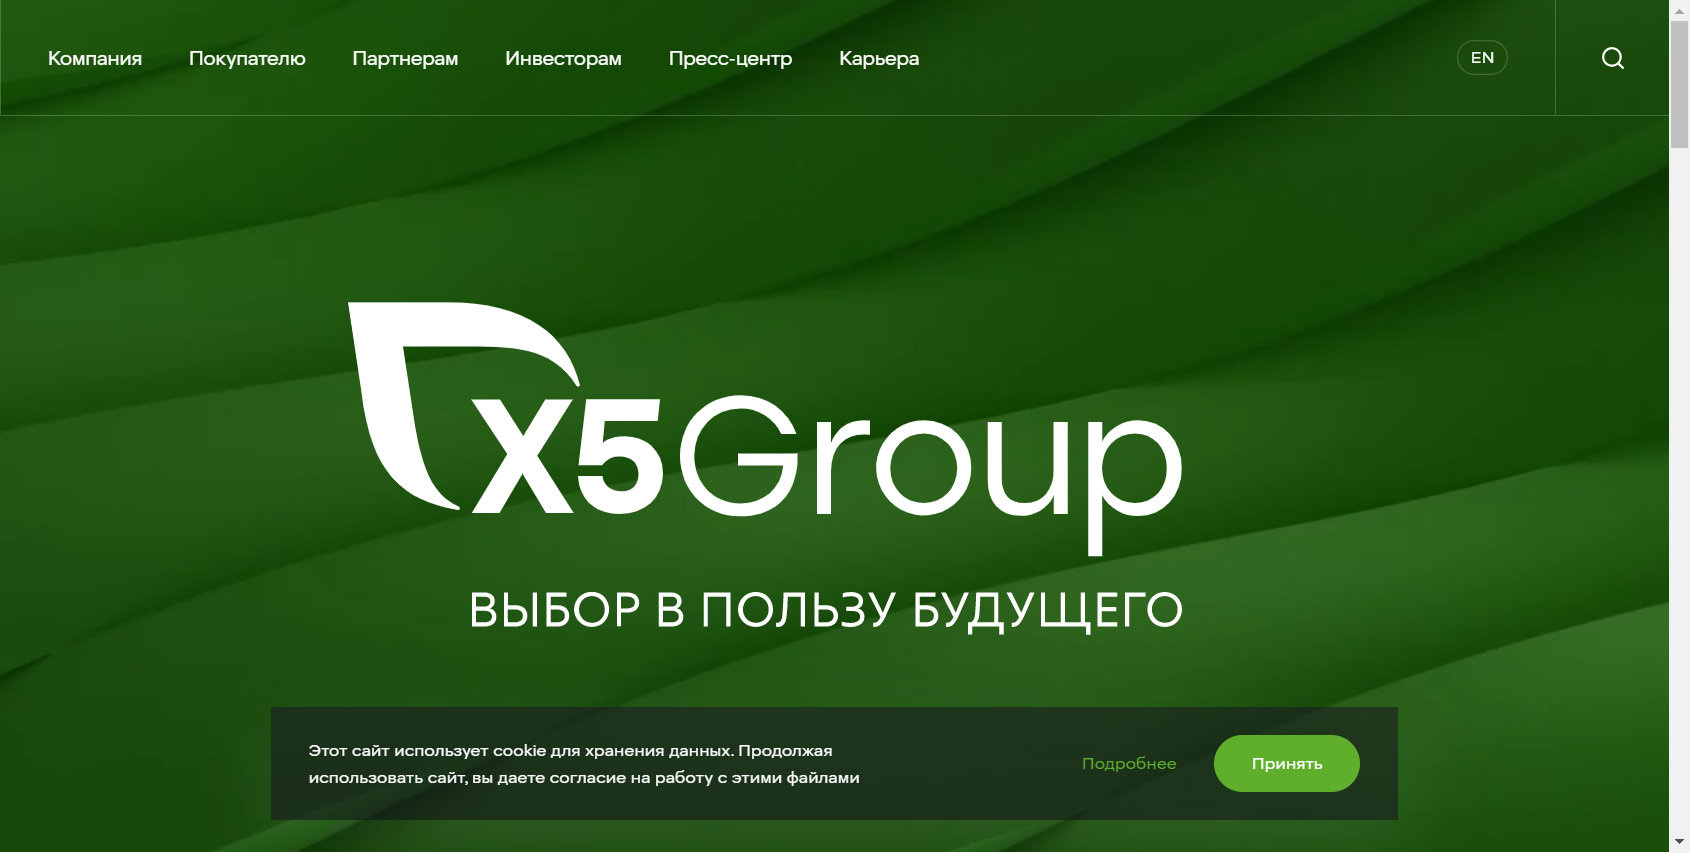 Компания Покупателю Партнерам Инвесторам Пресс-центр Карьера EN
X5Group
ВЫБОР В ПОЛЬЗУ БУДУЩЕГО
Этот сайт использует cookie для хранения данных. Продолжая
использовать сайт, вы даете согласие на работу с этими файлами
Подробнее
Принять